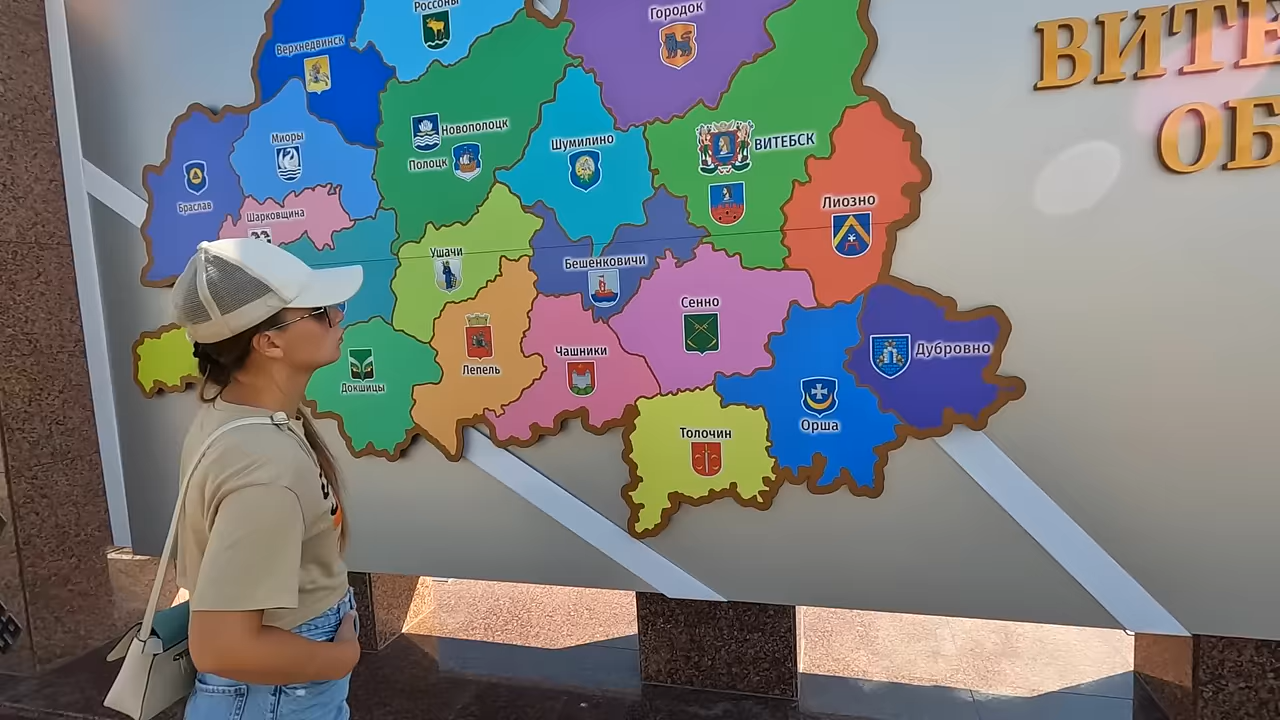 Россоны
Городок
ВИТЕ
Верхнедвинск
ОБ
Новополоцк
Полоцк
Миоры
Шумилино
ВИТЕБСК
Браслав
Шарковщина
Лиозно
Ушачи
Бешенковичи
Сенно
Чашники
Дубровно
Лепель
Докшицы
Орша
Толочин